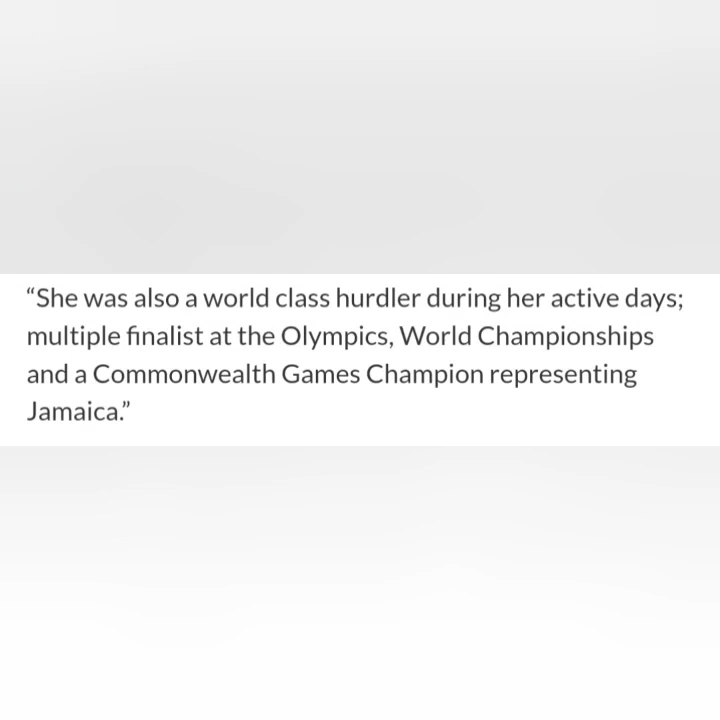 “She was also a world class hurdler during her active days;
multiple finalist at the Olympics, World Championships
and a Commonwealth Games Champion representing
Jamaica.”